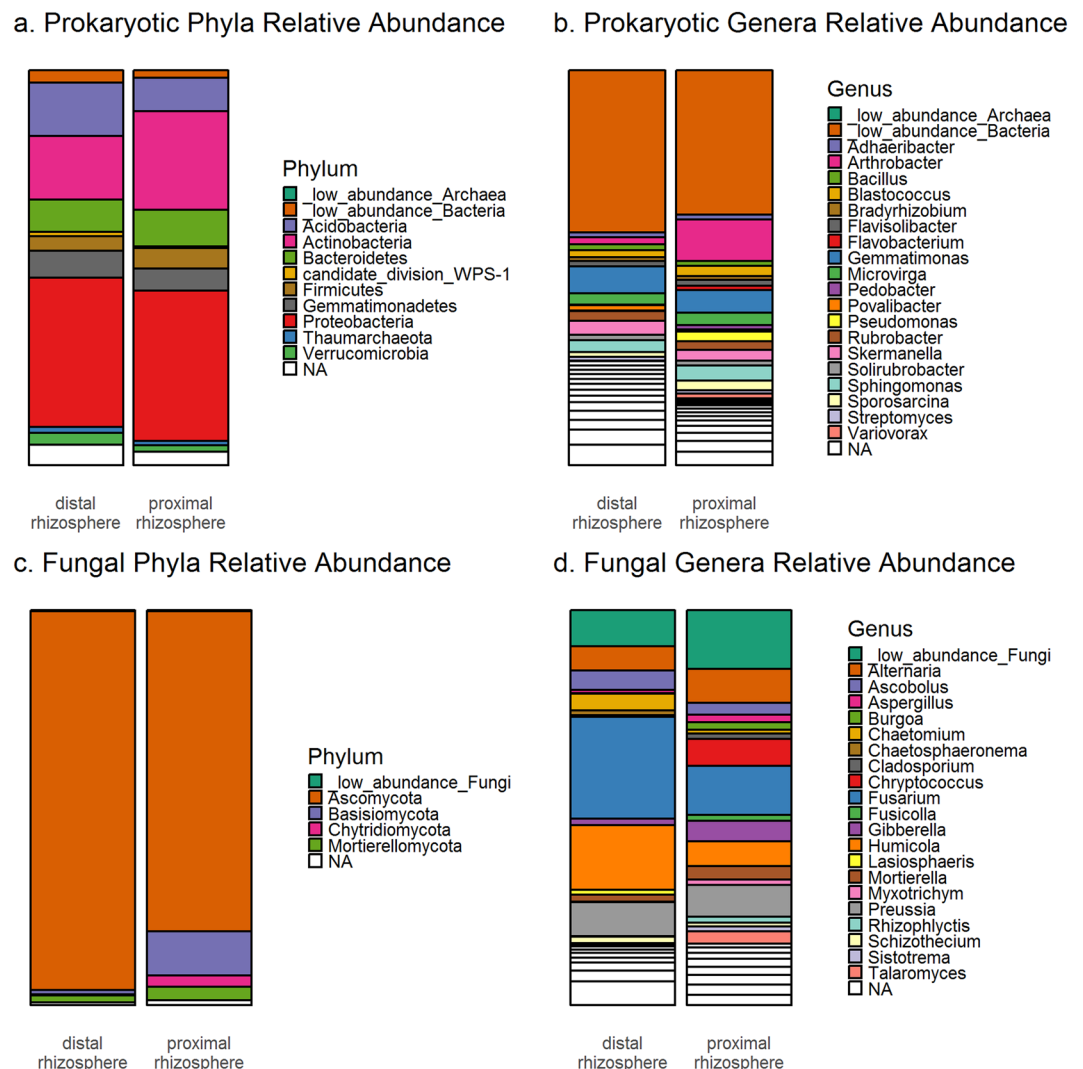 a. Prokaryotic Phyla Relative Abundance
distal
rhizosphere
proximal
rhizosphere
Phylum
_low_abundance_Archaea
_low_abundance_Bacteria
Acidobacteria
Actinobacteria
Bacteroidetes
candidate_division_WPS-1
Firmicutes
Gemmatimonadetes
Proteobacteria
Thaumarchaeota
Verrucomicrobia
NA
b. Prokaryotic Genera Relative Abundance
distal
rhizosphere
proximal
rhizosphere
Genus
_low_abundance_Archaea
_low_abundance_Bacteria
Adhaeribacter
Arthrobacter
Bacillus
Blastococcus
Bradyrhizobium
Flavisolibacter
Flavobacterium
Gemmatimonas
Microvirga
Pedobacter
Povalibacter
Pseudomonas
Rubrobacter
Skermanella
Solirubrobacter
Sphingomonas
Sporosarcina
Streptomyces
Variovorax
NA
c. Fungal Phyla Relative Abundance
distal
rhizosphere
proximal
rhizosphere
Phylum
_low_abundance_Fungi
Ascomycota
Basisiomycota
Chytridiomycota
Mortierellomycota
NA
d. Fungal Genera Relative Abundance
distal
rhizosphere
proximal
rhizosphere
Genus
_low_abundance_Fungi
Alternaria
Ascobolus
Aspergillus
Burgoa
Chaetomium
Chaetosphaeronema
Cladosporium
Chryptococcus
Fusarium
Fusicolla
Gibberella
Humicola
Lasiosphaeris
Mortierella
Myxotrichym
Preussia
Rhizophlyctis
Schizothecium
Sistotrema
Talaromyces
NA